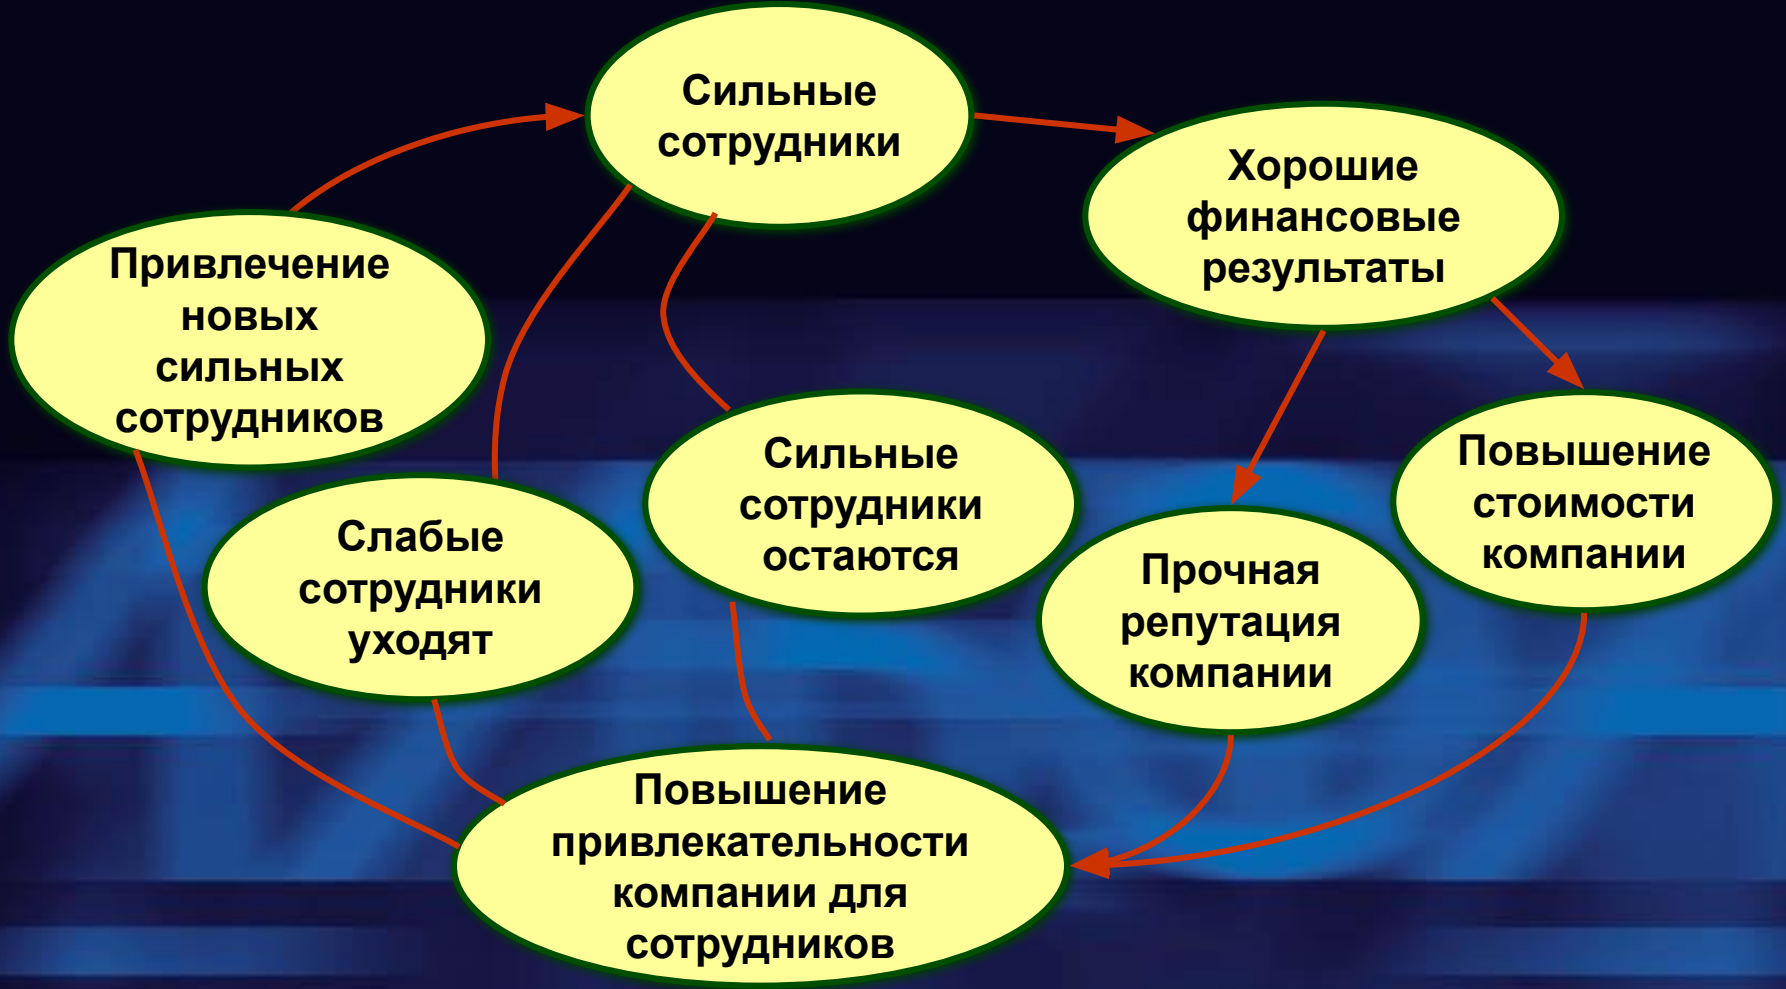 Сильные
сотрудники
Хорошие
финансовые
результаты
Привлечение
новых
сильных
сотрудников
Сильные
сотрудники
остаются
Повышение
стоимости
компании
Слабые
сотрудники
уходят
Прочная
репутация
компании
Повышение
привлекательности
компании для
сотрудников